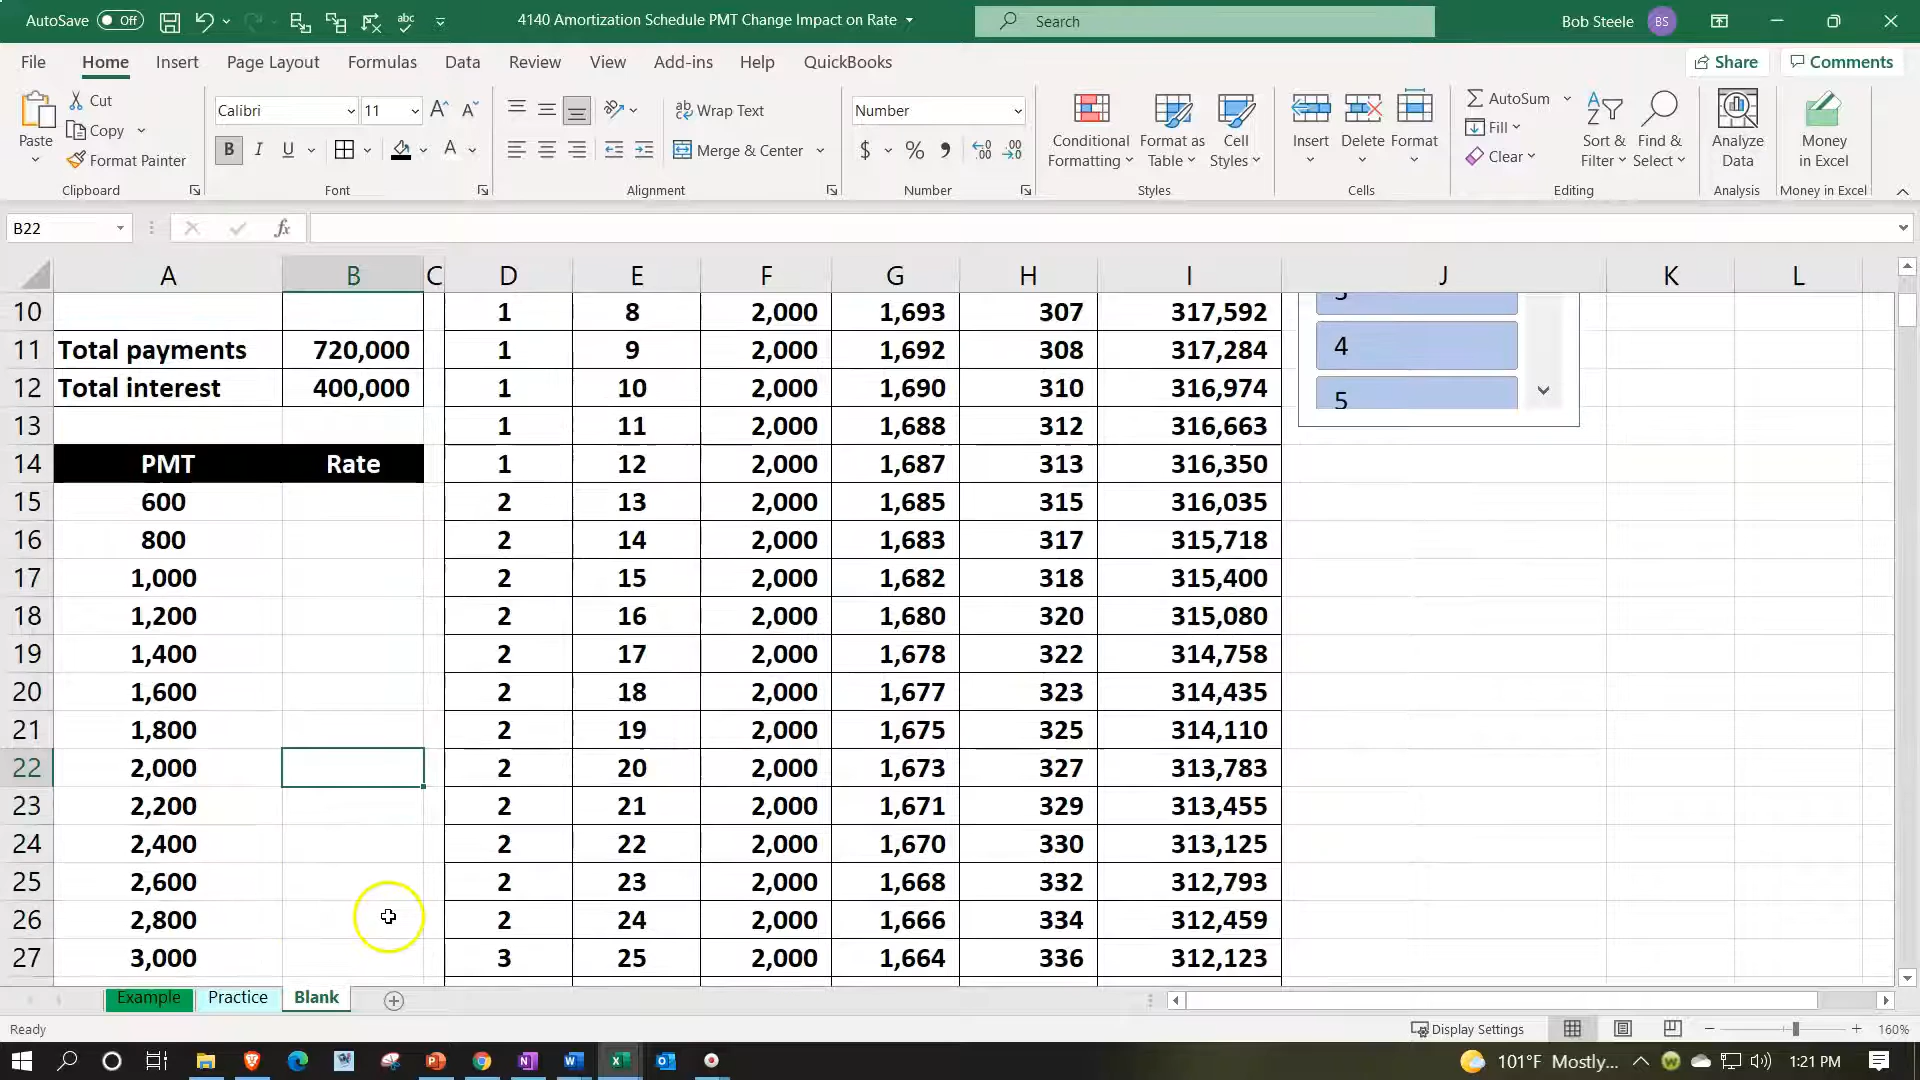 AutoSave Off abc 4140 Amortization Schedule PMT Change Impact on Rate Search Bob Steele BS
File Home Insert Page Layout Formulas Data Review View Add-ins Help QuickBooks Share Comments
Paste Cut Copy Format Painter Clipboard
Calibri 11 A A B I U A Font
ab Wrap Text Merge & Center Alignment
Number $ % 9 .00 .00 Number
Conditional Formatting Format as Table Cell Styles Styles
Insert Delete Format Cells
AutoSum Fill Clear Sort & Filter Find & Select Editing
Analyze Data Analysis
Money in Excel Money in Excel
B22 fx
A B C D E F G H I J K L
10 1 8 2,000 1,693 307 317,592
11 Total payments 720,000 1 9 2,000 1,692 308 317,284 4
12 Total interest 400,000 1 10 2,000 1,690 310 316,974 5
13 1 11 2,000 1,688 312 316,663
14 PMT Rate 1 12 2,000 1,687 313 316,350
15 600 2 13 2,000 1,685 315 316,035
16 800 2 14 2,000 1,683 317 315,718
17 1,000 2 15 2,000 1,682 318 315,400
18 1,200 2 16 2,000 1,680 320 315,080
19 1,400 2 17 2,000 1,678 322 314,758
20 1,600 2 18 2,000 1,677 323 314,435
21 1,800 2 19 2,000 1,675 325 314,110
22 2,000 2 20 2,000 1,673 327 313,783
23 2,200 2 21 2,000 1,671 329 313,455
24 2,400 2 22 2,000 1,670 330 313,125
25 2,600 2 23 2,000 1,668 332 312,793
26 2,800 2 24 2,000 1,666 334 312,459
27 3,000 3 25 2,000 1,664 336 312,123
Example Practice Blank
Ready Display Settings 160%
101°F Mostly... 1:21 PM